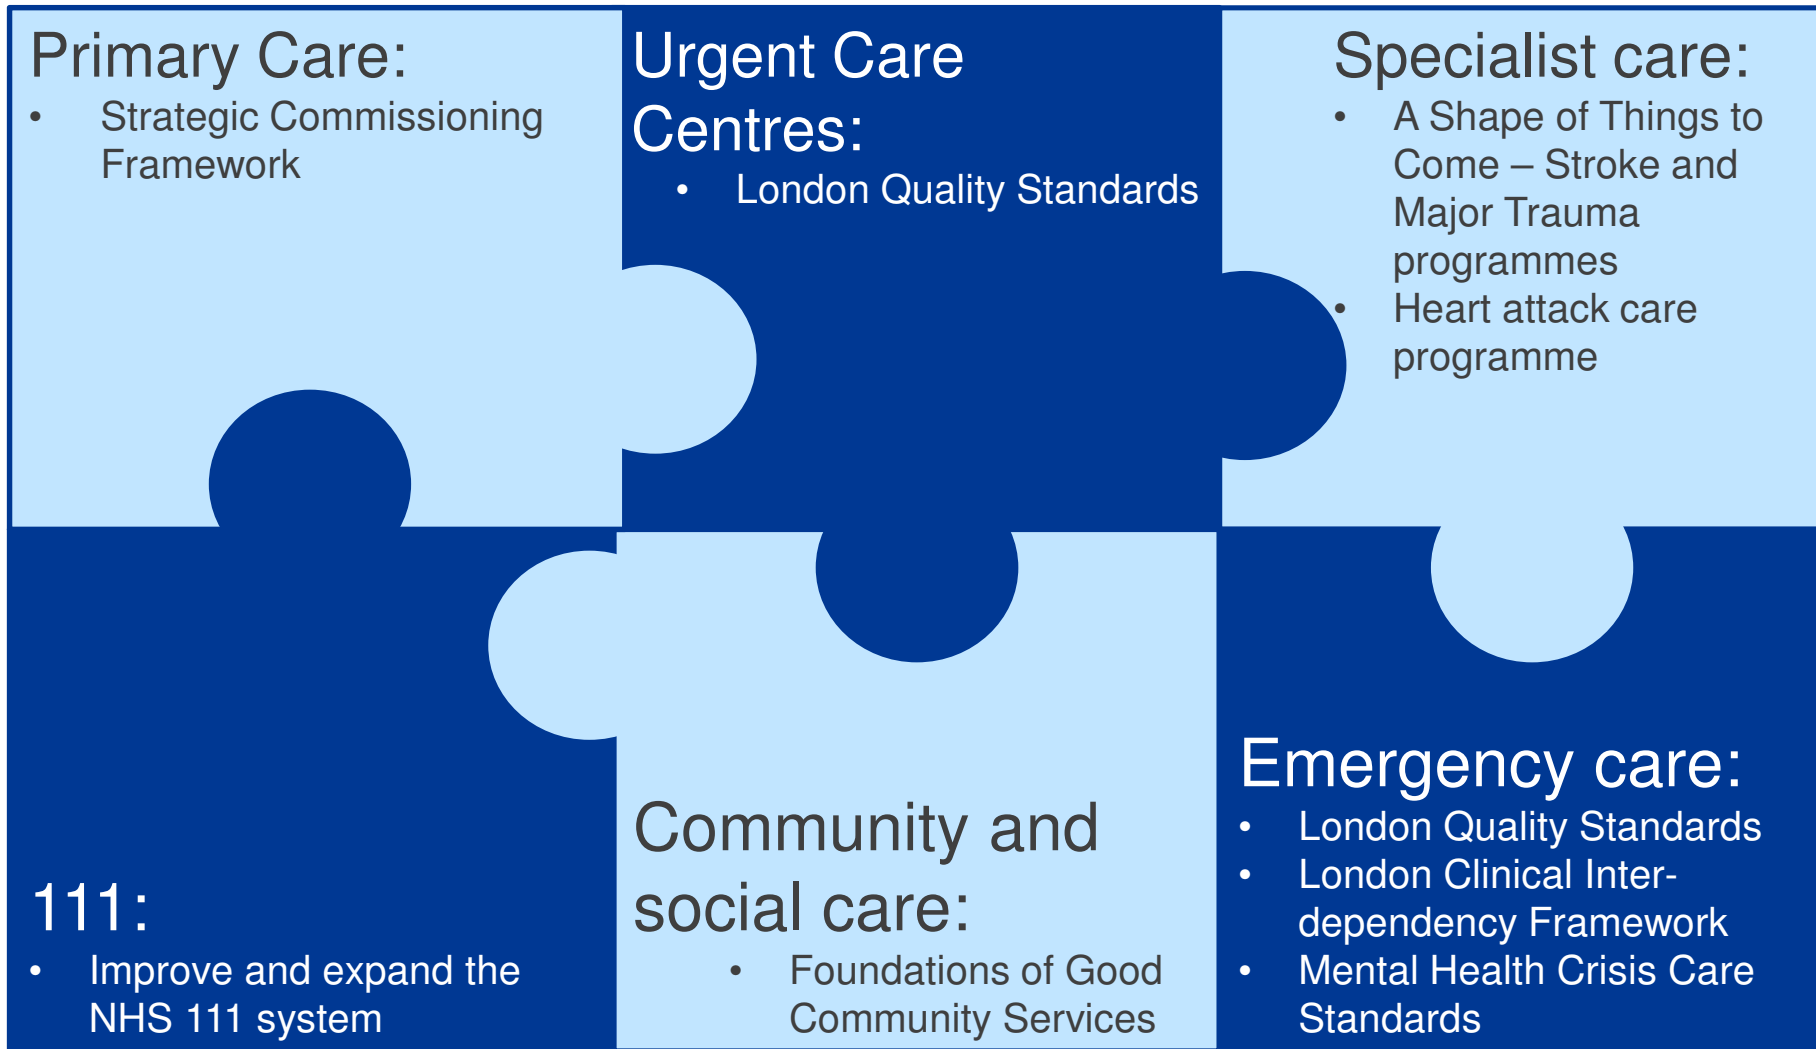 Primary Care:
• Strategic Commissioning
Framework
Urgent Care
Centres:
• London Quality Standards
Specialist care:
• A Shape of Things to
Come – Stroke and
Major Trauma
programmes
• Heart attack care
programme
111:
• Improve and expand the
NHS 111 system
Community and
social care:
• Foundations of Good
Community Services
Emergency care:
• London Quality Standards
• London Clinical Inter-
dependency Framework
• Mental Health Crisis Care
Standards